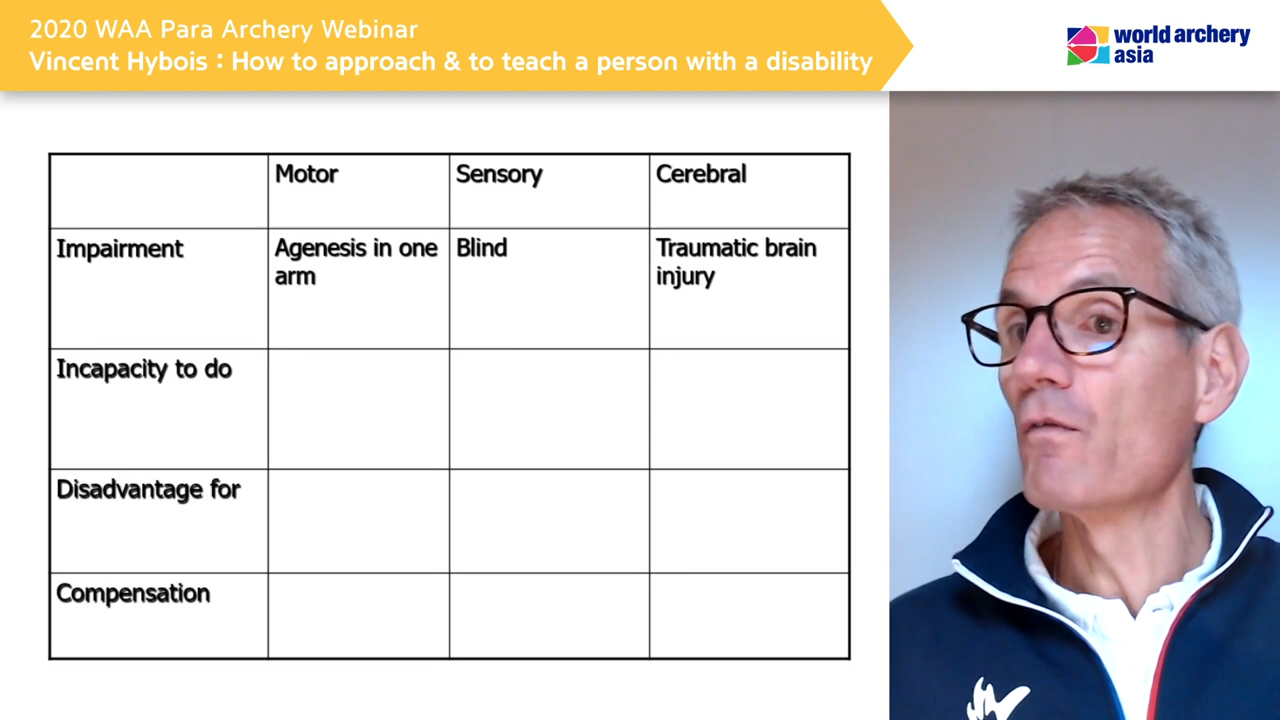 2020 WAA Para Archery Webinar
Vincent Hybois : How to approach & to teach a person with a disability
world archery
asia
Motor
Sensory
Cerebral
Impairment
Agenesis in one
arm
Blind
Traumatic brain
injury
Incapacity to do
Disadvantage for
Compensation